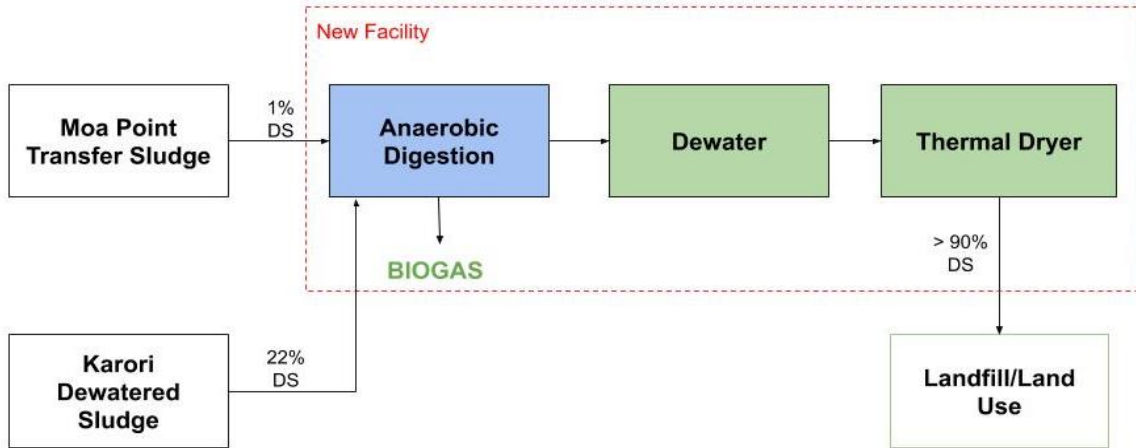 New Facility
Moa Point
Transfer Sludge
1%
DS
Anaerobic
Digestion
Dewater
Thermal Dryer
BIOGAS
> 90%
DS
Karori
Dewatered
Sludge
22%
DS
Landfill/Land
Use